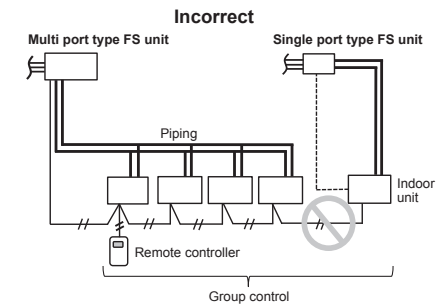 Incorrect
Multi port type FS unit
Single port type FS unit
Piping
Indoor
unit
Remote controller
Group control